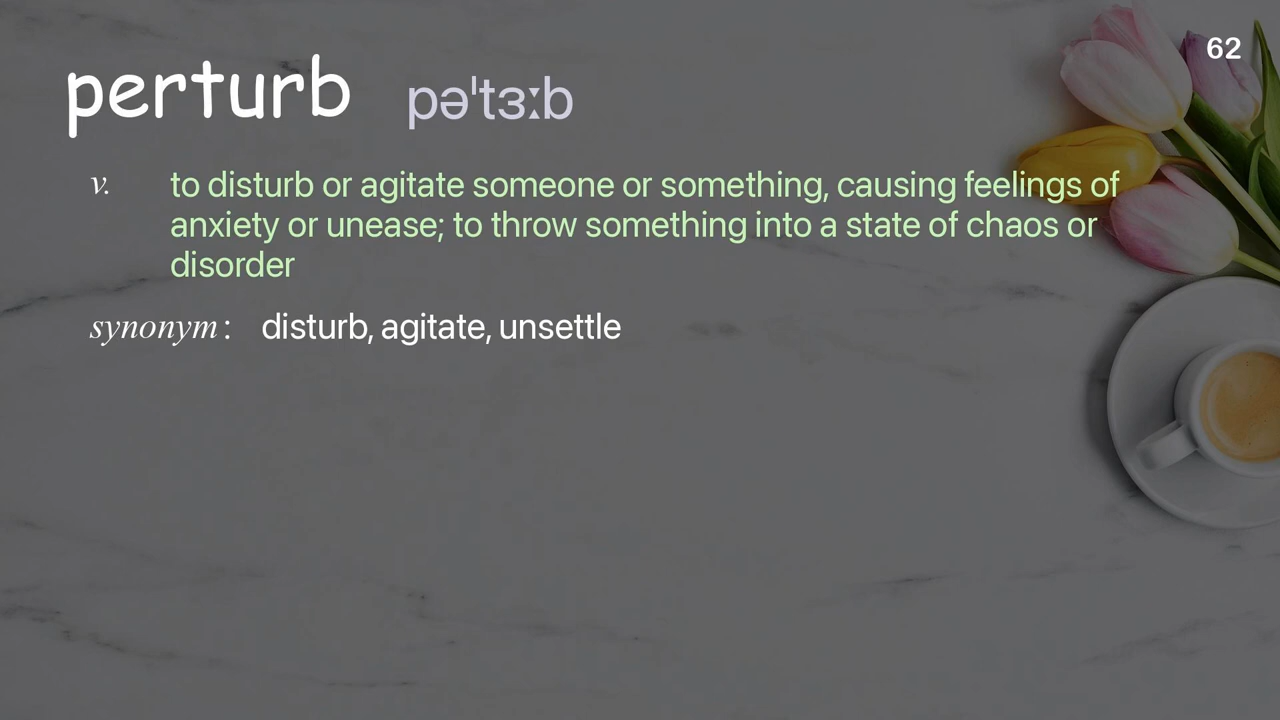 62
perturb pəˈtɜːb
v. to disturb or agitate someone or something, causing feelings of
anxiety or unease; to throw something into a state of chaos or
disorder
synonym : disturb, agitate, unsettle